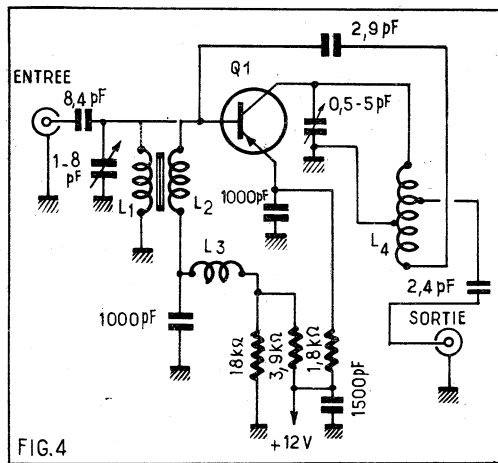 2,9 pF
Q1
ENTREE
8,4 pF
0,5-5 pF
1-8
pF
1000pF
L1
L2
L4
L3
2,4 pF
1000pF
SORTIE
18kΩ
3,9kΩ
1,8kΩ
1500pF
+12V
FIG.4